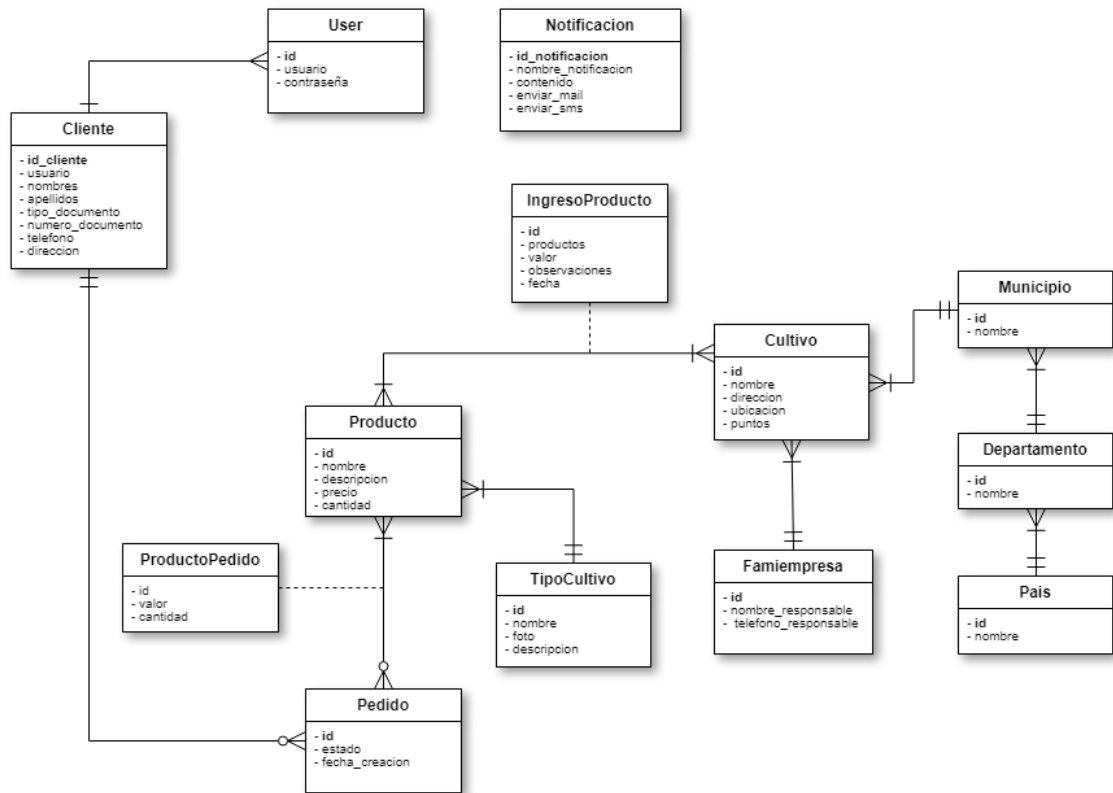 User
- id
- usuario
- contraseña
Notificacion
- id_notificacion
- nombre_notificacion
- contenido
- enviar_mail
- enviar_sms
Cliente
- id_cliente
- usuario
- nombres
- apellidos
- tipo_documento
- numero_documento
- telefono
- direccion
IngresoProducto
- id
- productos
- valor
- observaciones
- fecha
Municipio
- id
- nombre
Cultivo
- id
- nombre
- direccion
- ubicacion
- puntos
Producto
- id
- nombre
- descripcion
- precio
- cantidad
Departamento
- id
- nombre
ProductoPedido
- id
- valor
- cantidad
TipoCultivo
- id
- nombre
- foto
- descripcion
Famiempresa
- id
- nombre_responsable
- telefono_responsable
Pais
- id
- nombre
Pedido
- id
- estado
- fecha_creacion